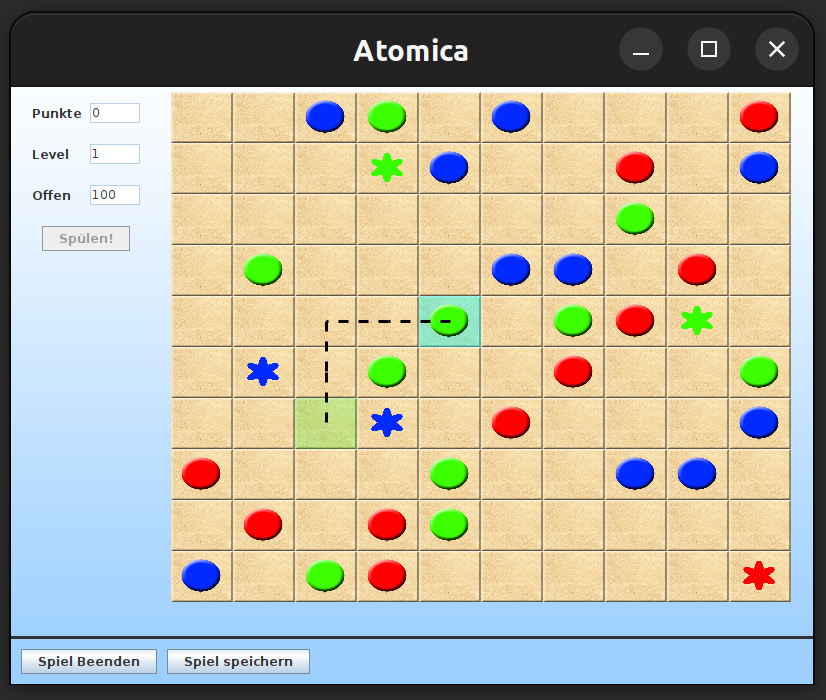 Atomica
Punkte 0
Level 1
Offen 100
Spülen!
Spiel Beenden Spiel speichern